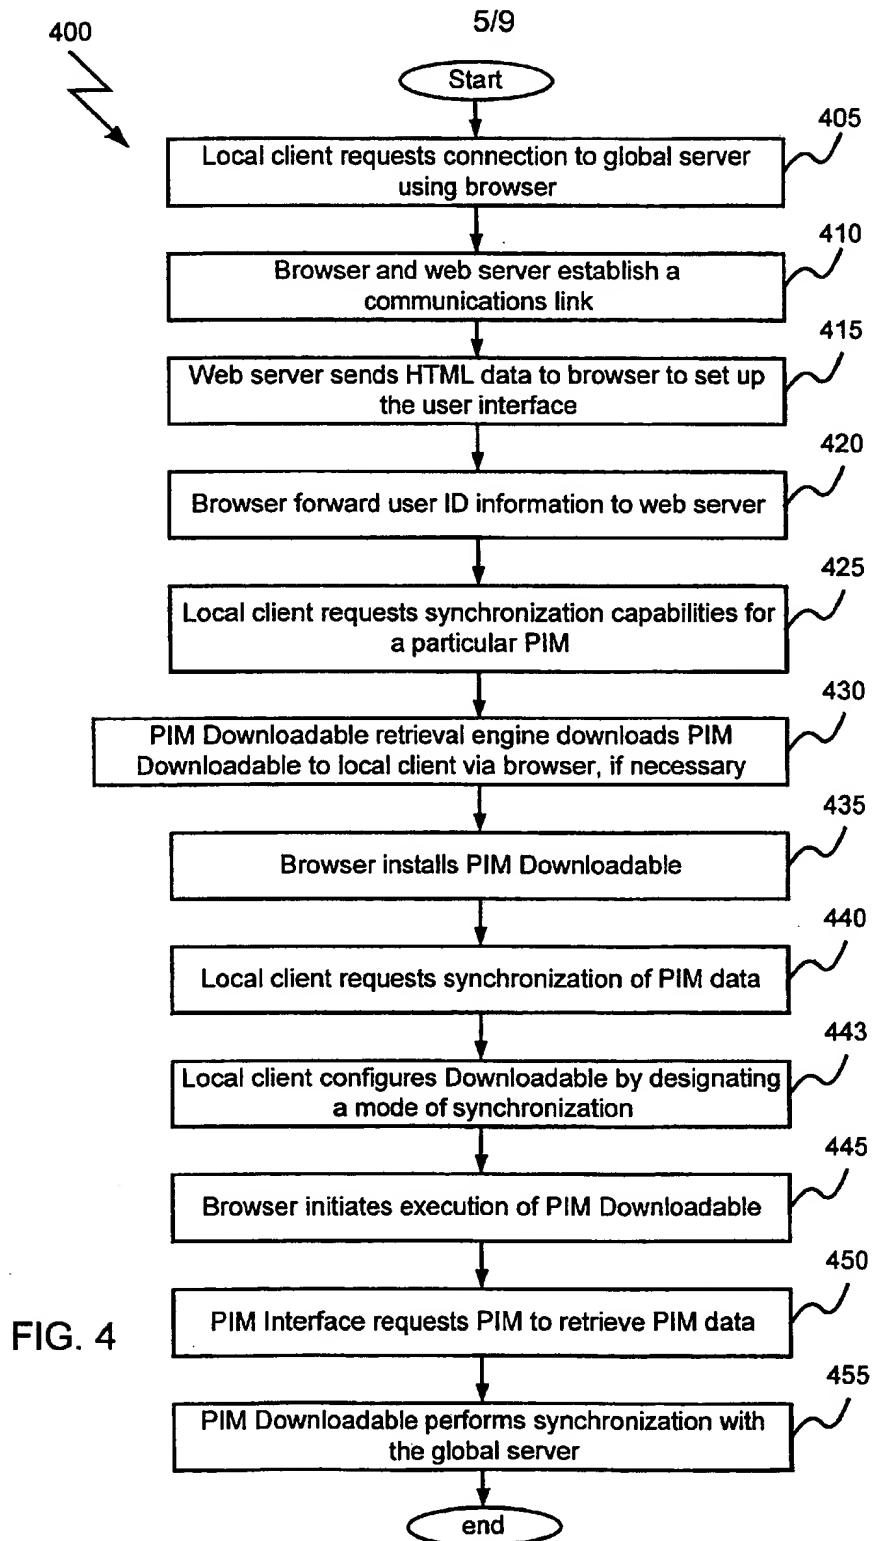 400
5/9
Start
405
Local client requests connection to global server
using browser
410
Browser and web server establish a
communications link
415
Web server sends HTML data to browser to set up
the user interface
420
Browser forward user ID information to web server
425
Local client requests synchronization capabilities for
a particular PIM
430
PIM Downloadable retrieval engine downloads PIM
Downloadable to local client via browser, if necessary
435
Browser installs PIM Downloadable
440
Local client requests synchronization of PIM data
443
Local client configures Downloadable by designating
a mode of synchronization
445
Browser initiates execution of PIM Downloadable
450
PIM Interface requests PIM to retrieve PIM data
FIG. 4
455
PIM Downloadable performs synchronization with
the global server
end